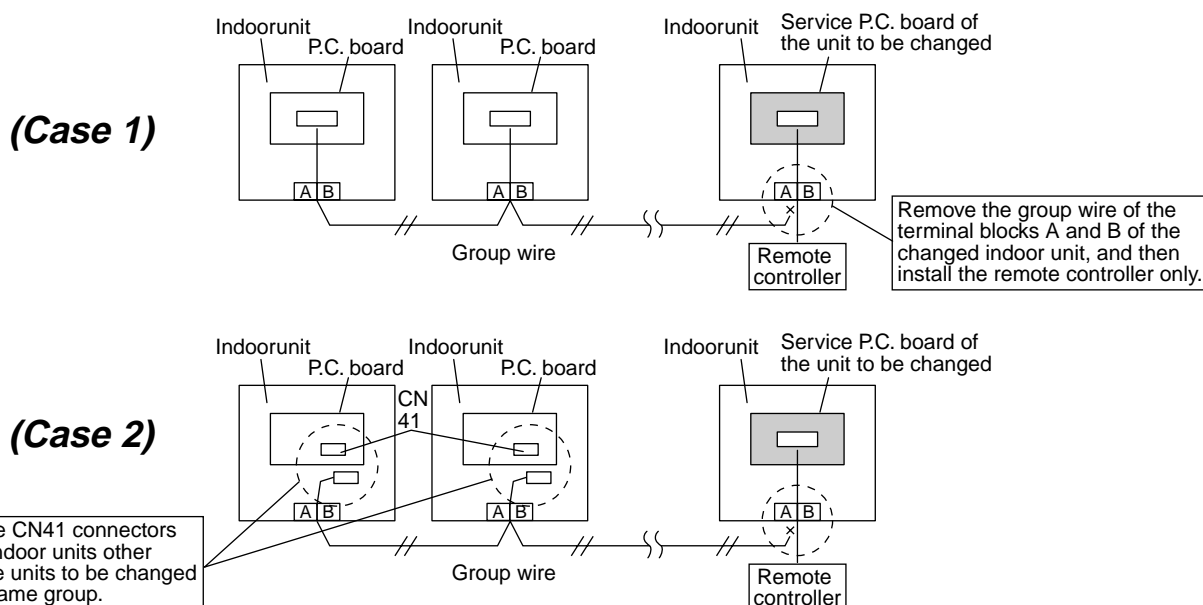 Indoorunit
P.C. board
Indoorunit
P.C. board
Indoorunit
Service P.C. board of
the unit to be changed
(Case 1)
A B
A B
A B
Group wire
Remote
controller
Remove the group wire of the
terminal blocks A and B of the
changed indoor unit, and then
install the remote controller only.
Indoorunit
P.C. board
Indoorunit
P.C. board
Indoorunit
Service P.C. board of
the unit to be changed
CN
41
(Case 2)
A B
A B
A B
CN41 connectors
indoor units other
units to be changed
ame group.
Group wire
Remote
controller